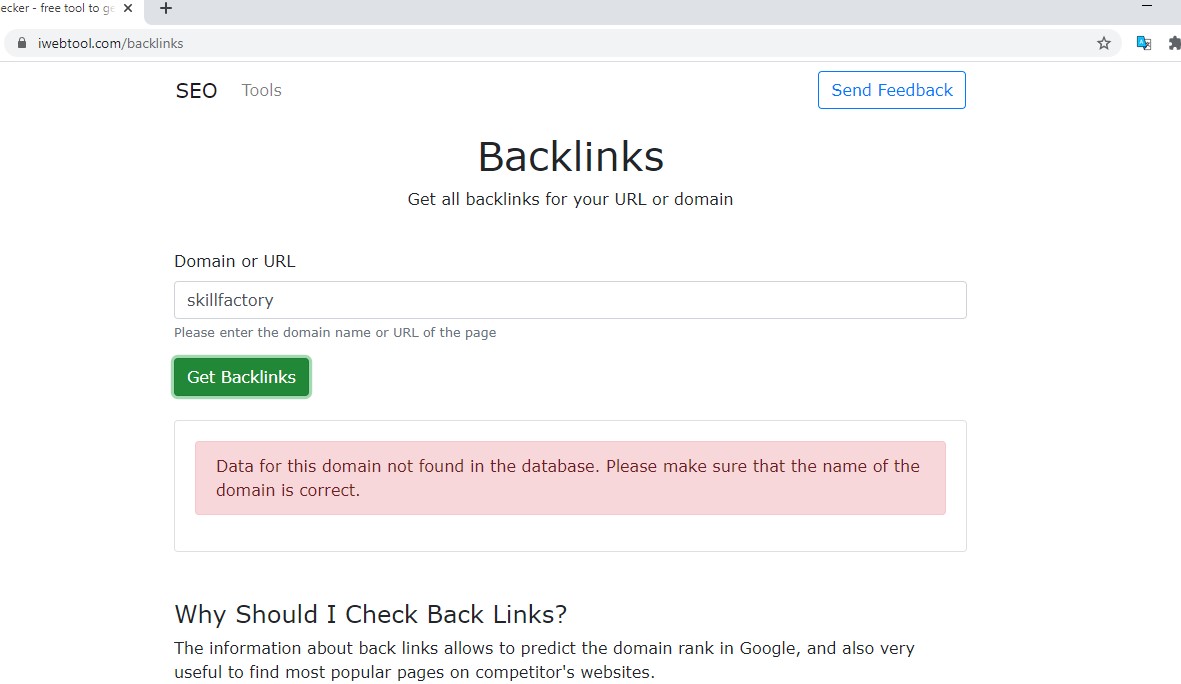 ecker - free tool to ge
iwebtool.com/backlinks
SEO Tools Send Feedback
Backlinks
Get all backlinks for your URL or domain
Domain or URL
skillfactory
Please enter the domain name or URL of the page
Get Backlinks
Data for this domain not found in the database. Please make sure that the name of the
domain is correct.
Why Should I Check Back Links?
The information about back links allows to predict the domain rank in Google, and also very
useful to find most popular pages on competitor's websites.